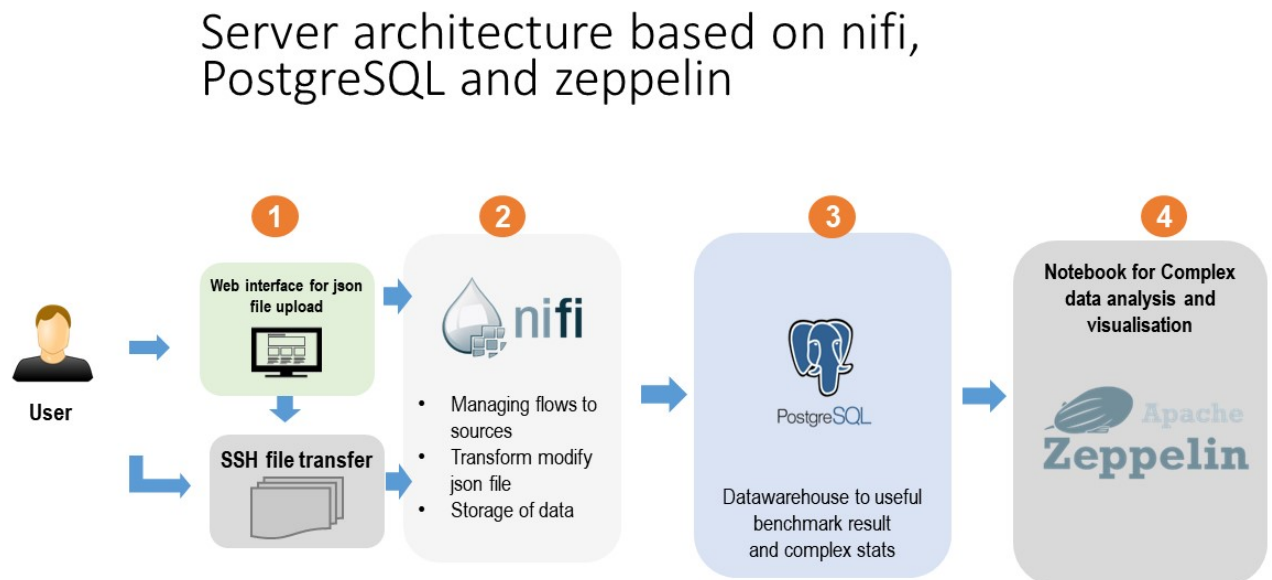 Server architecture based on nifi,
PostgreSQL and zeppelin
1
2
3
4
User
Web interface for json
file upload
SSH file transfer
nifi
• Managing flows to
sources
• Transform modify
json file
• Storage of data
PostgreSQL
Datawarehouse to useful
benchmark result
and complex stats
Notebook for Complex
data analysis and
visualisation
Apache
Zeppelin